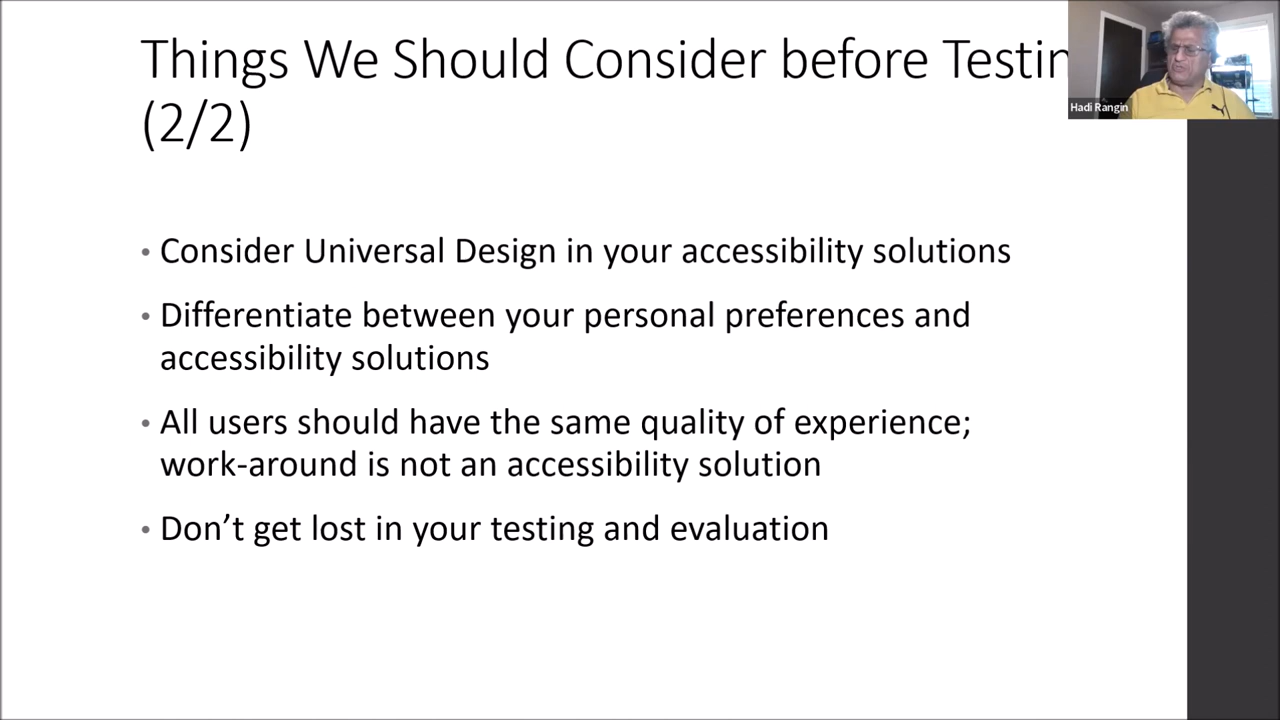 Things We Should Consider before Testin
(2/2)
Hadi Rangin
• Consider Universal Design in your accessibility solutions
• Differentiate between your personal preferences and
accessibility solutions
• All users should have the same quality of experience;
work-around is not an accessibility solution
• Don’t get lost in your testing and evaluation